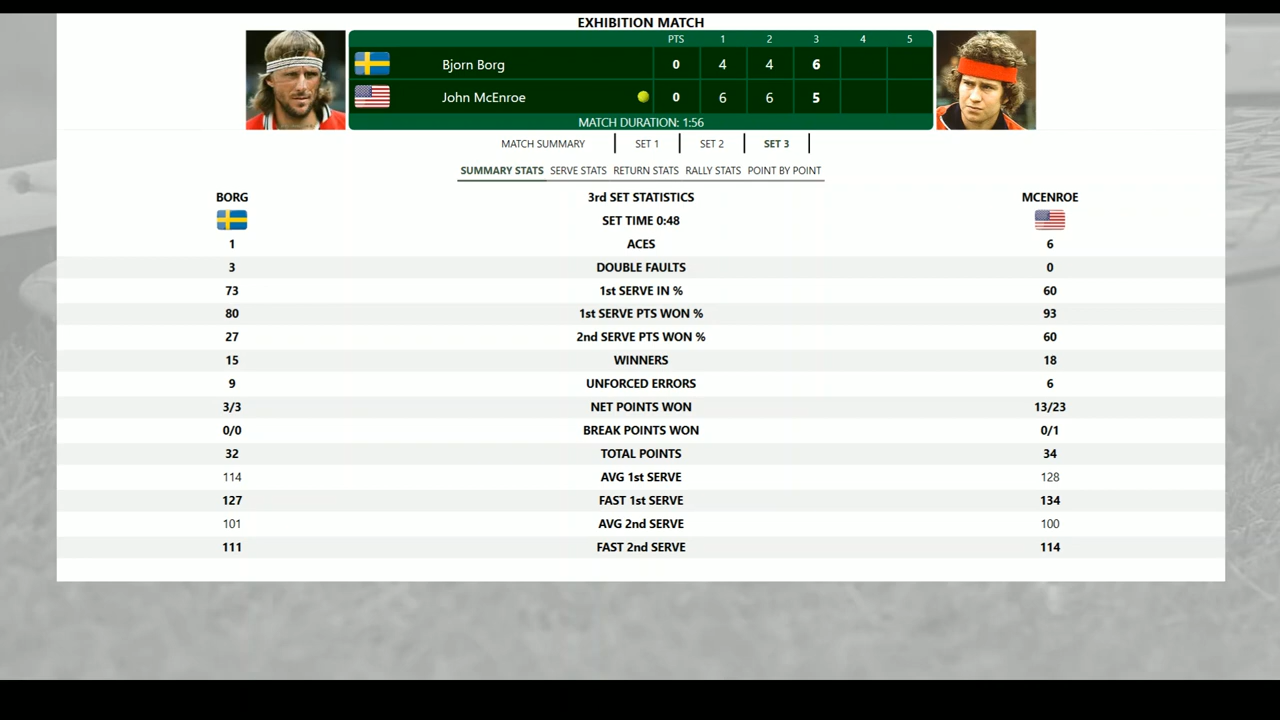 EXHIBITION MATCH
PTS 1 2 3 4 5
Bjorn Borg 0 4 4 6
John McEnroe 0 6 6 5
MATCH DURATION: 1:56
MATCH SUMMARY SET 1 SET 2 SET 3
SUMMARY STATS SERVE STATS RETURN STATS RALLY STATS POINT BY POINT
BORG 3rd SET STATISTICS MCENROE
SET TIME 0:48
1 ACES 6
3 DOUBLE FAULTS 0
73 1st SERVE IN % 60
80 1st SERVE PTS WON % 93
27 2nd SERVE PTS WON % 60
15 WINNERS 18
9 UNFORCED ERRORS 6
3/3 NET POINTS WON 13/23
0/0 BREAK POINTS WON 0/1
32 TOTAL POINTS 34
114 AVG 1st SERVE 128
127 FAST 1st SERVE 134
101 AVG 2nd SERVE 100
111 FAST 2nd SERVE 114